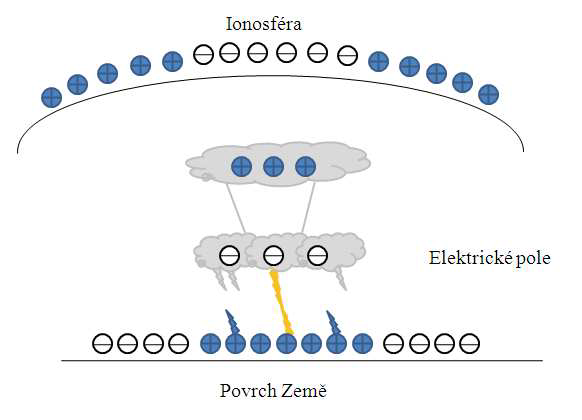 Ionosféra
Elektrické pole
Povrch Země